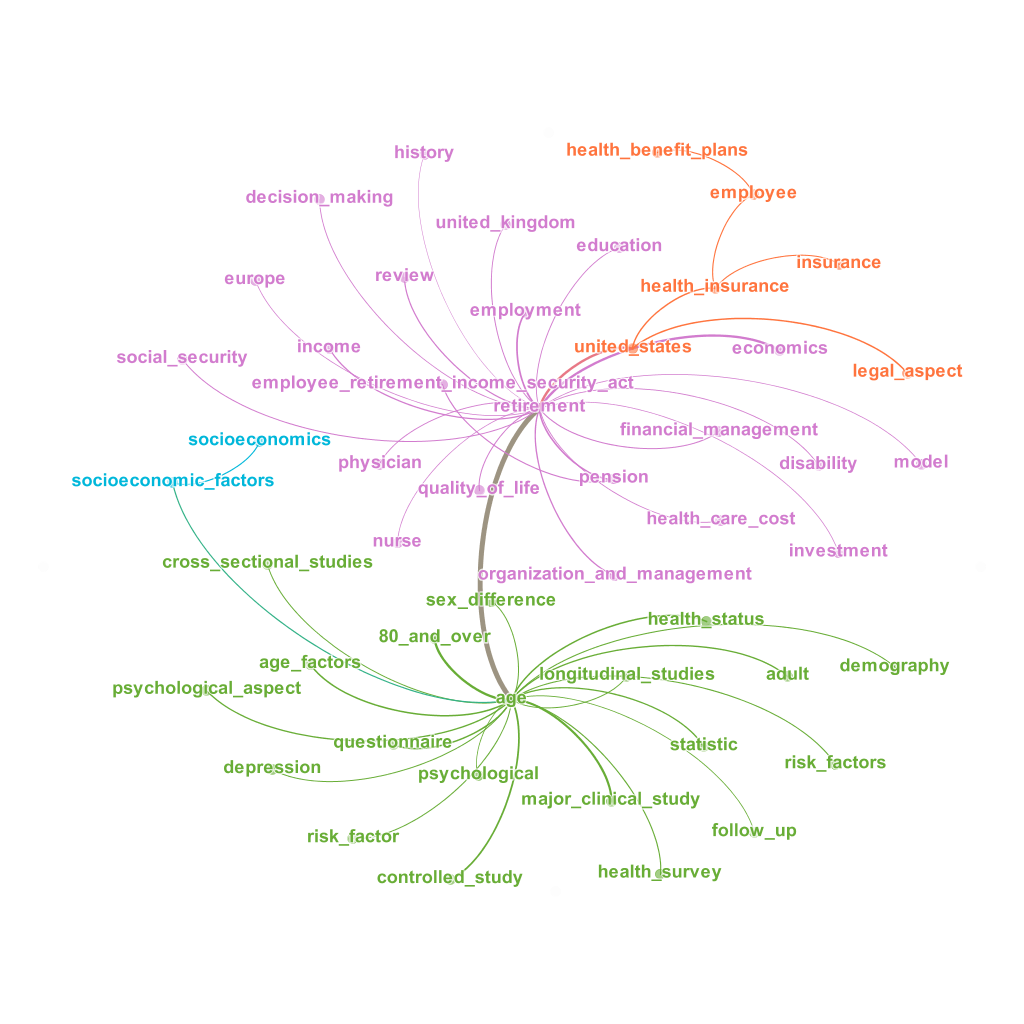 health_benefit_plans
history
employee
decision_making
united_kingdom
education
insurance
review
europe
health_insurance
employment
income
united_states
economics
social_security
legal_aspect
employee_retirement_income_security_act
retirement
financial_management
socioeconomics
physician
disability
model
pension
socioeconomic_factors
quality_of_life
health_care_cost
nurse
investment
cross_sectional_studies
organization_and_management
sex_difference
health_status
80_and_over
age_factors
demography
longitudinal_studies
adult
psychological_aspect
age
questionnaire
statistic
risk_factors
depression
psychological
major_clinical_study
follow_up
risk_factor
health_survey
controlled_study